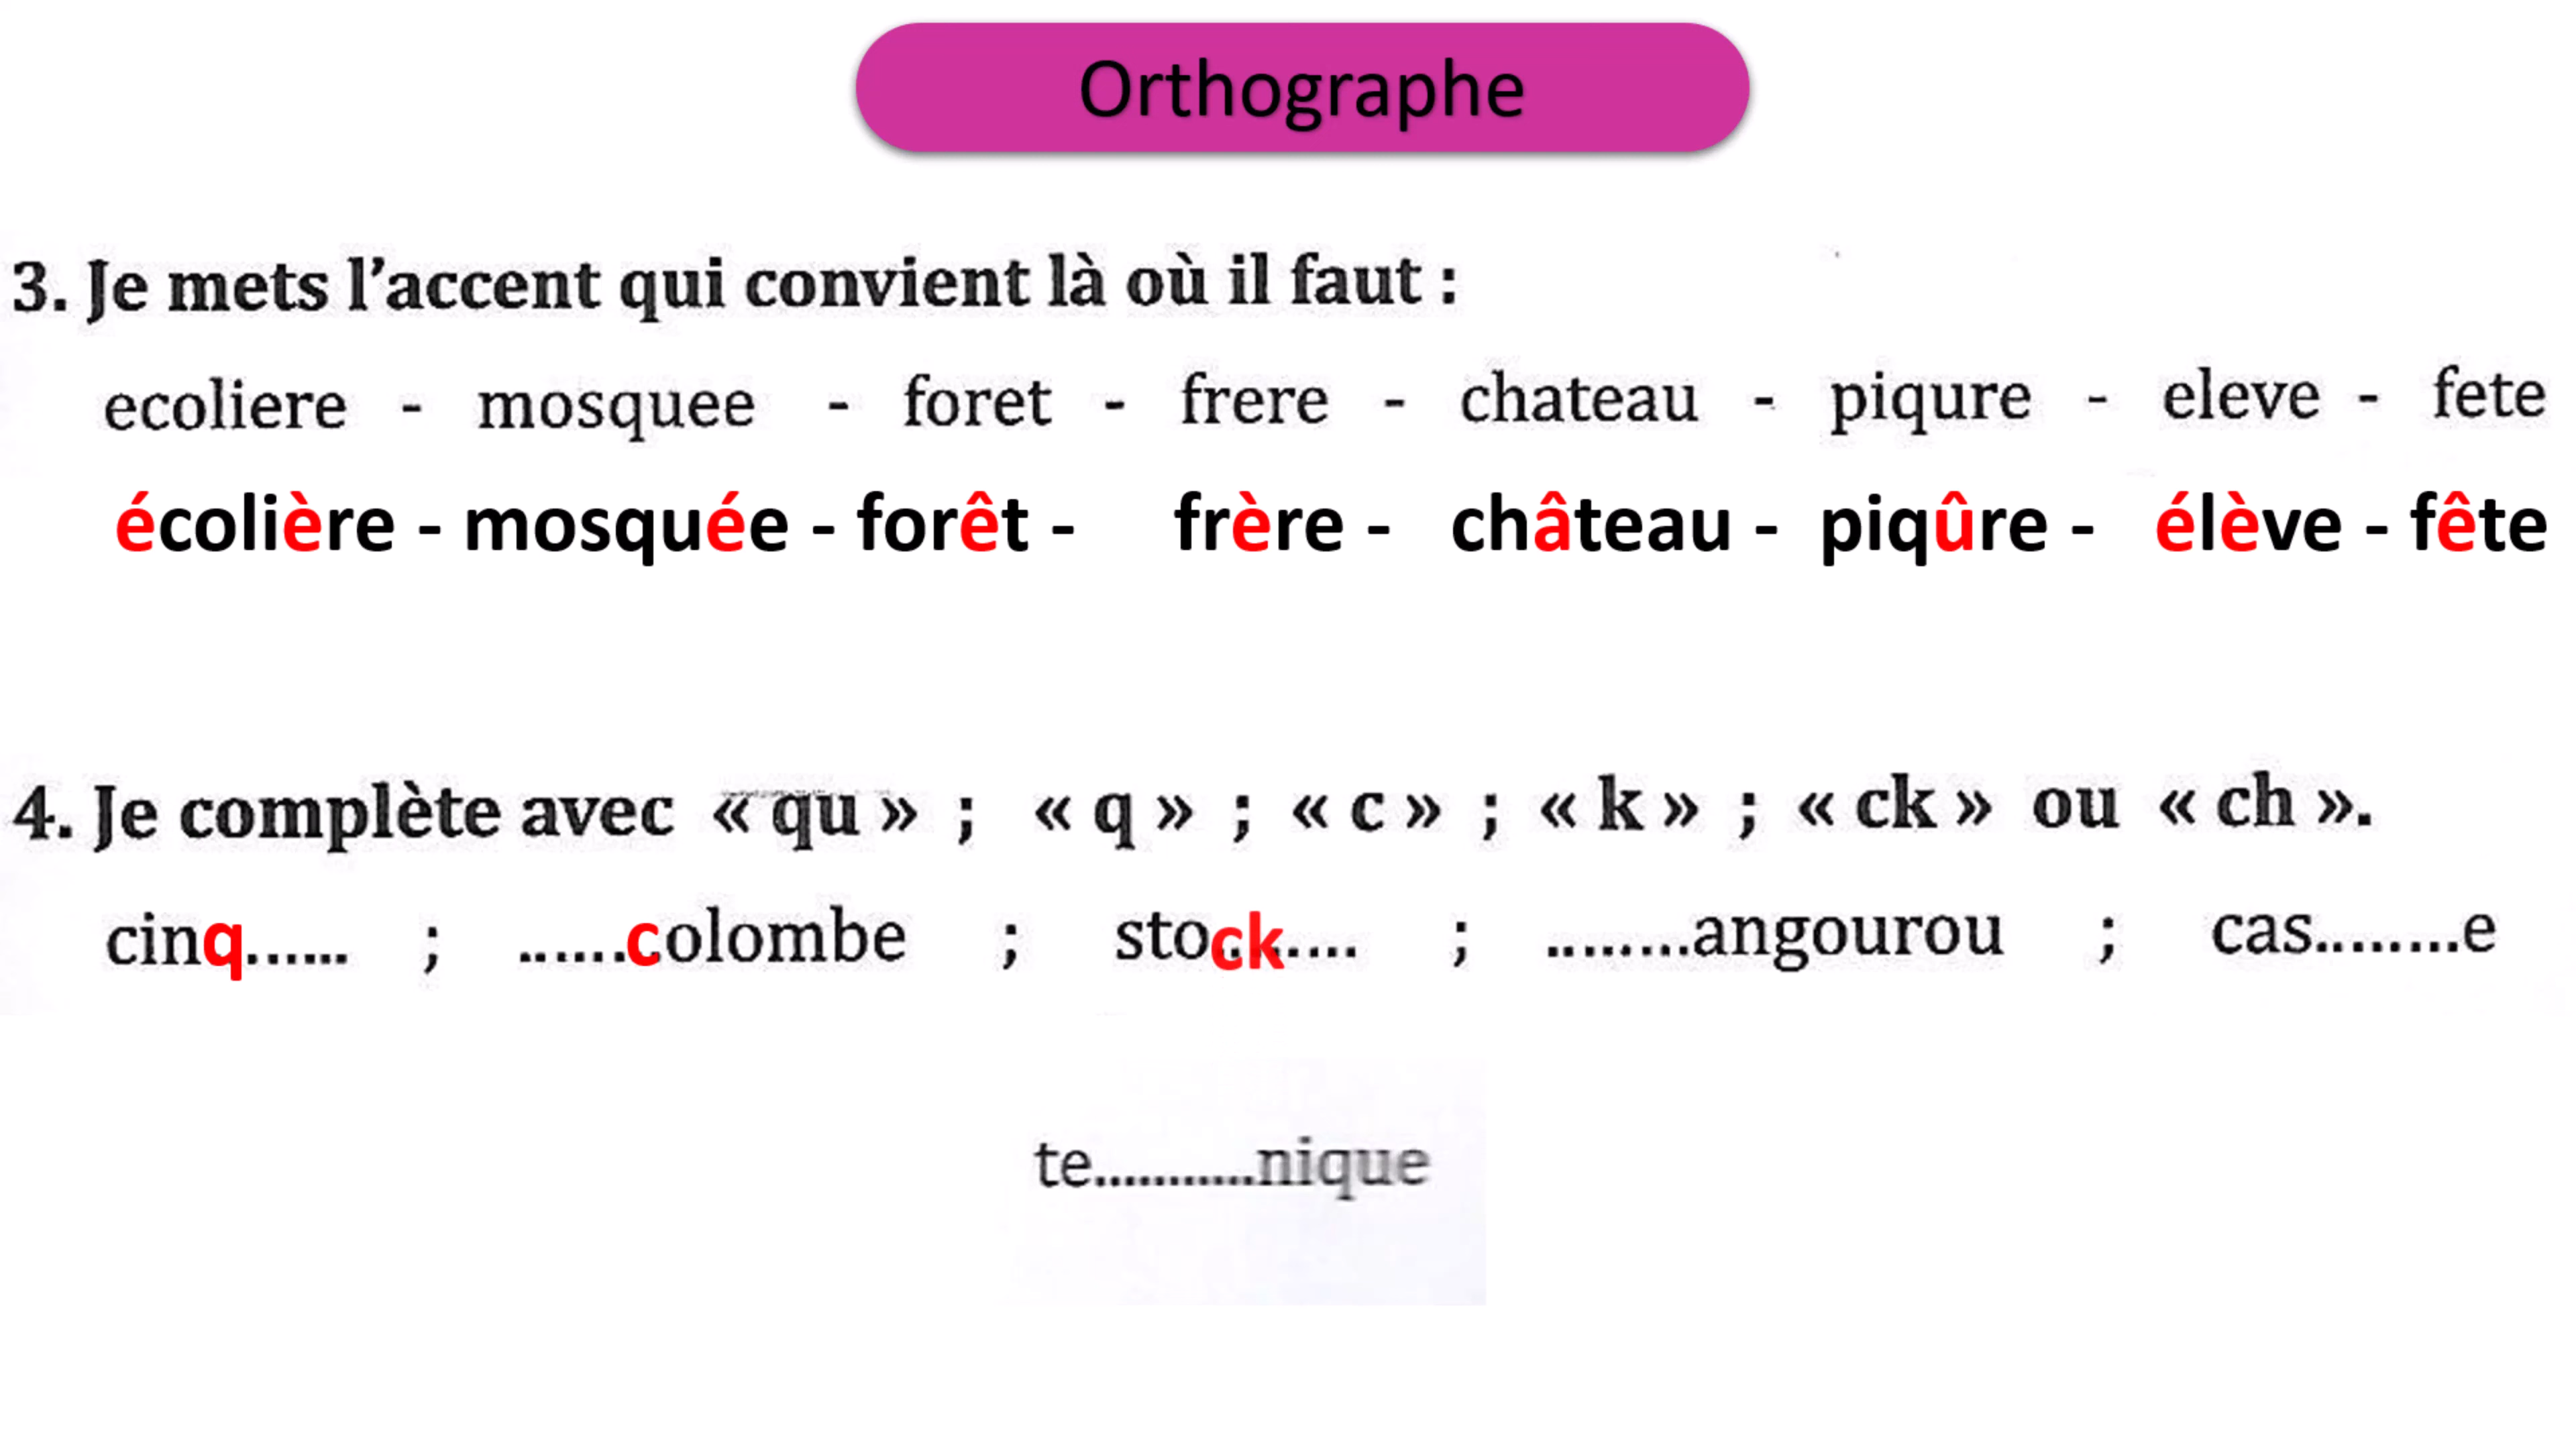 Orthographe
3. Je mets l'accent qui convient là où il faut :
ecoliere - mosquee - foret - frere - chateau - piqure - eleve - fete
écolière - mosquée - forêt - frère - château - piqûre - élève - fête
4. Je complète avec « qu » ; « q » ; « c » ; « k » ; « ck » ou « ch ».
cinq...... ; .......colombe ; stock.... ; ........angourou ; cas........e
te............nique